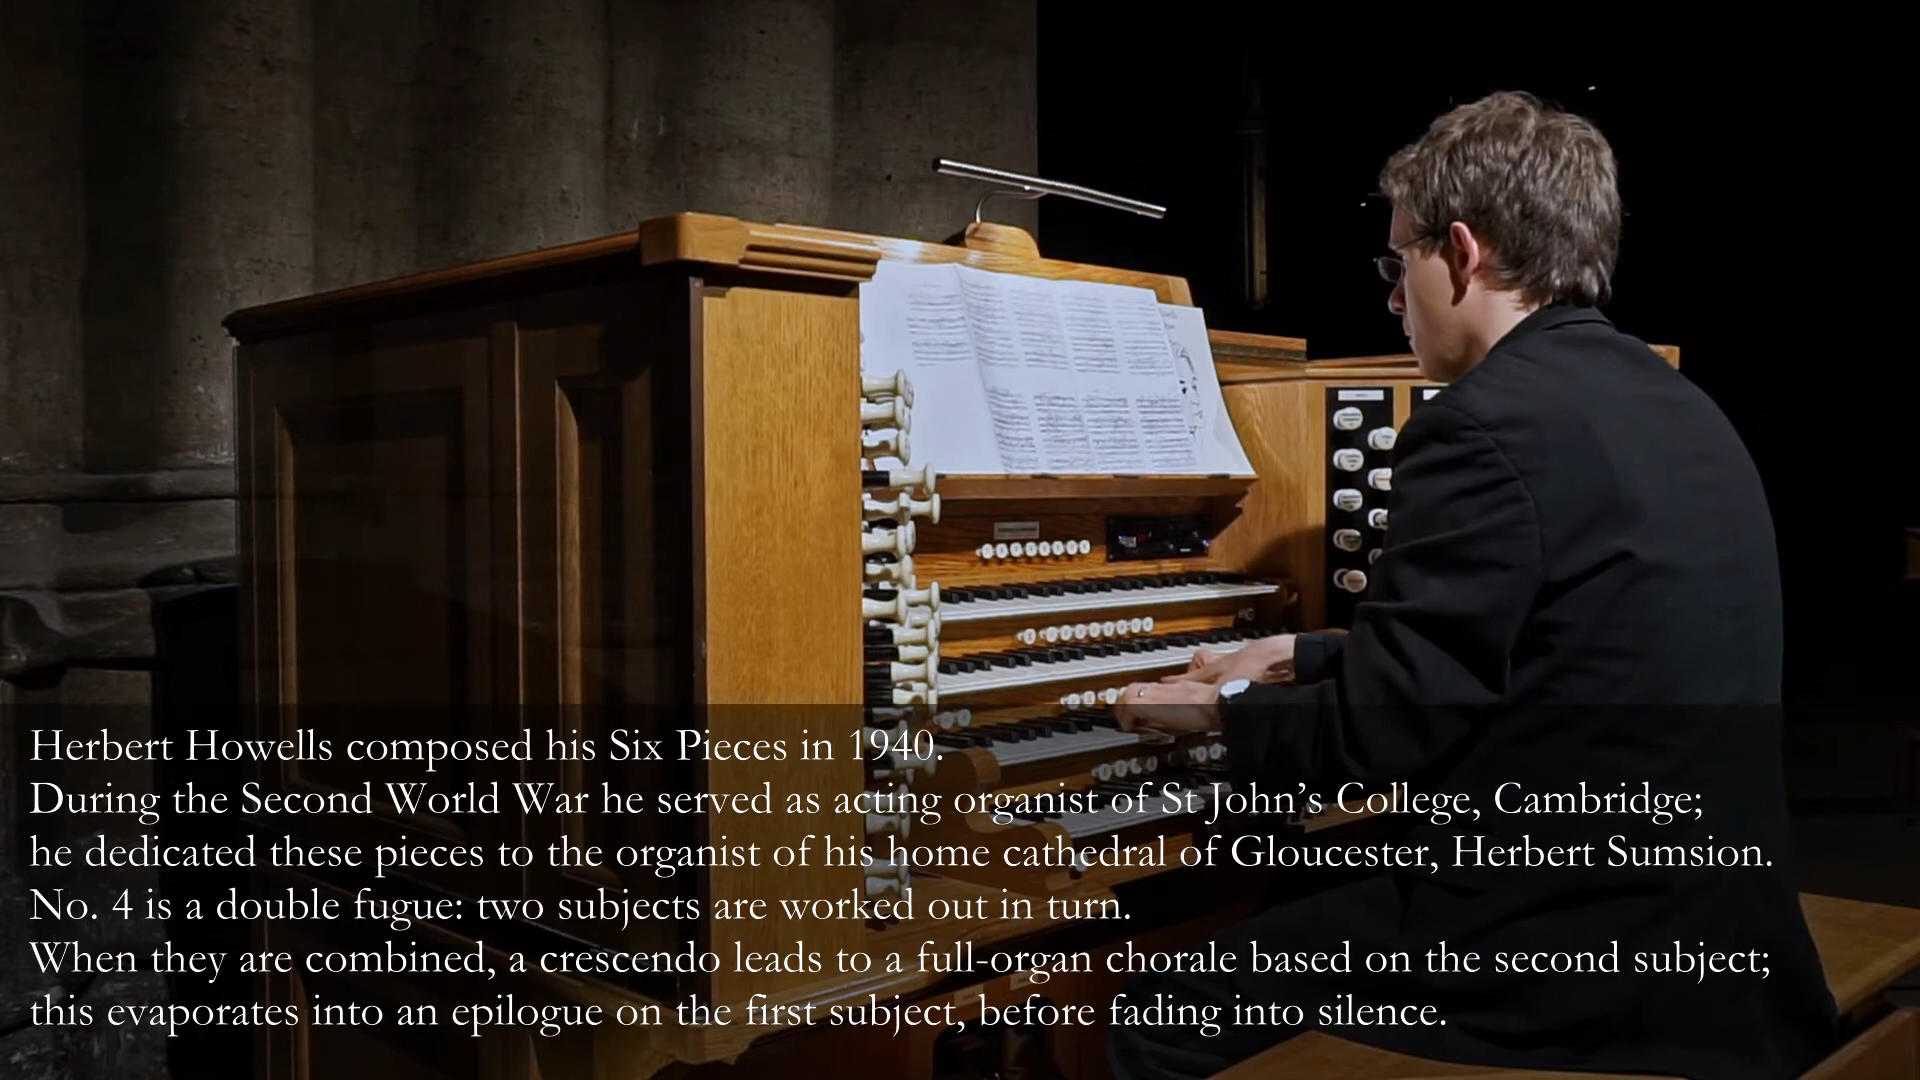 Herbert Howells composed his Six Pieces in 1940.
During the Second World War he served as acting organist of St John’s College, Cambridge;
he dedicated these pieces to the organist of his home cathedral of Gloucester, Herbert Sumsion.
No. 4 is a double fugue: two subjects are worked out in turn.
When they are combined, a crescendo leads to a full-organ chorale based on the second subject;
this evaporates into an epilogue on the first subject, before fading into silence.